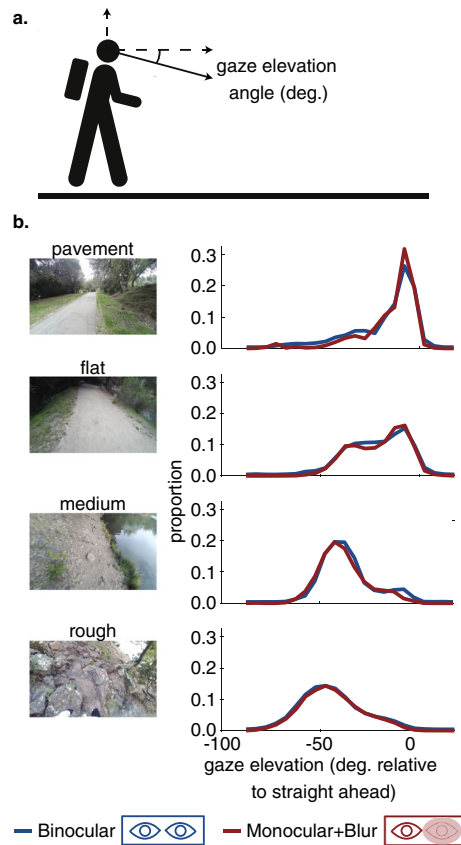 a.
gaze elevation
angle (deg.)
b.
pavement
0.3
0.2
0.1
0.0
flat
0.3
0.2
0.1
0.0
medium
0.3
0.2
0.1
0.0
rough
0.3
0.2
0.1
0.0
proportion
-100 -50 0
gaze elevation (deg. relative
to straight ahead)
Binocular Monocular+Blur